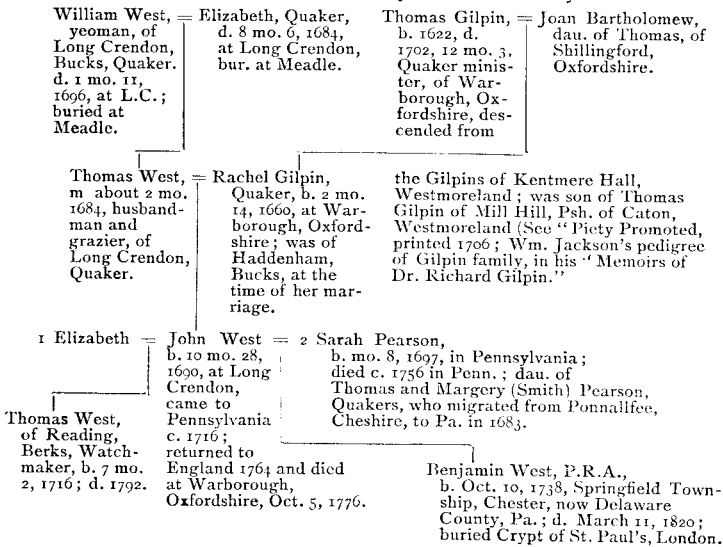 William West, = Elizabeth, Quaker,
yeoman, of
Long Crendon,
Bucks, Quaker.
d. 1 mo. 11,
1696, at L.C.;
buried at
Meadle.
d. 8 mo. 6, 1684,
at Long Crendon,
bur. at Meadle.
Thomas Gilpin, = Joan Bartholomew,
b. 1622, d.
1702, 12 mo. 3,
Quaker minis-
ter, of War-
borough, Ox-
fordshire, des-
cended from
dau. of Thomas, of
Shillingford,
Oxfordshire.
Thomas West, = Rachel Gilpin,
m about 2 mo.
1684, husband-
man and
grazier, of
Long Crendon,
Quaker.
Quaker, b. 2 mo.
14, 1660, at War-
borough, Oxford-
shire; was of
Haddenham,
Bucks, at the
time of her mar-
riage.
the Gilpins of Kentmere Hall,
Westmoreland; was son of Thomas
Gilpin of Mill Hill, Psh. of Caton,
Westmoreland (See "Piety Promoted,
printed 1706; Wm. Jackson's pedigree
of Gilpin family, in his "Memoirs of
Dr. Richard Gilpin."
1 Elizabeth = John West = 2 Sarah Pearson,
b. 10 mo. 28,
1690, at Long
Crendon,
came to
Pennsylvania
c. 1716;
returned to
England 1764 and died
at Warborough,
Oxfordshire, Oct. 5, 1776.
b. mo. 8, 1697, in Pennsylvania;
died c. 1756 in Penn.; dau. of
Thomas and Margery (Smith) Pearson,
Quakers, who migrated from Ponnailfee,
Cheshire, to Pa. in 1683.
Thomas West,
of Reading,
Berks, Watch-
maker, b. 7 mo.
2, 1716; d. 1792.
Benjamin West, P.R.A.,
b. Oct. 10, 1738, Springfield Town-
ship, Chester, now Delaware
County, Pa.; d. March 11, 1820;
buried Crypt of St. Paul's, London.